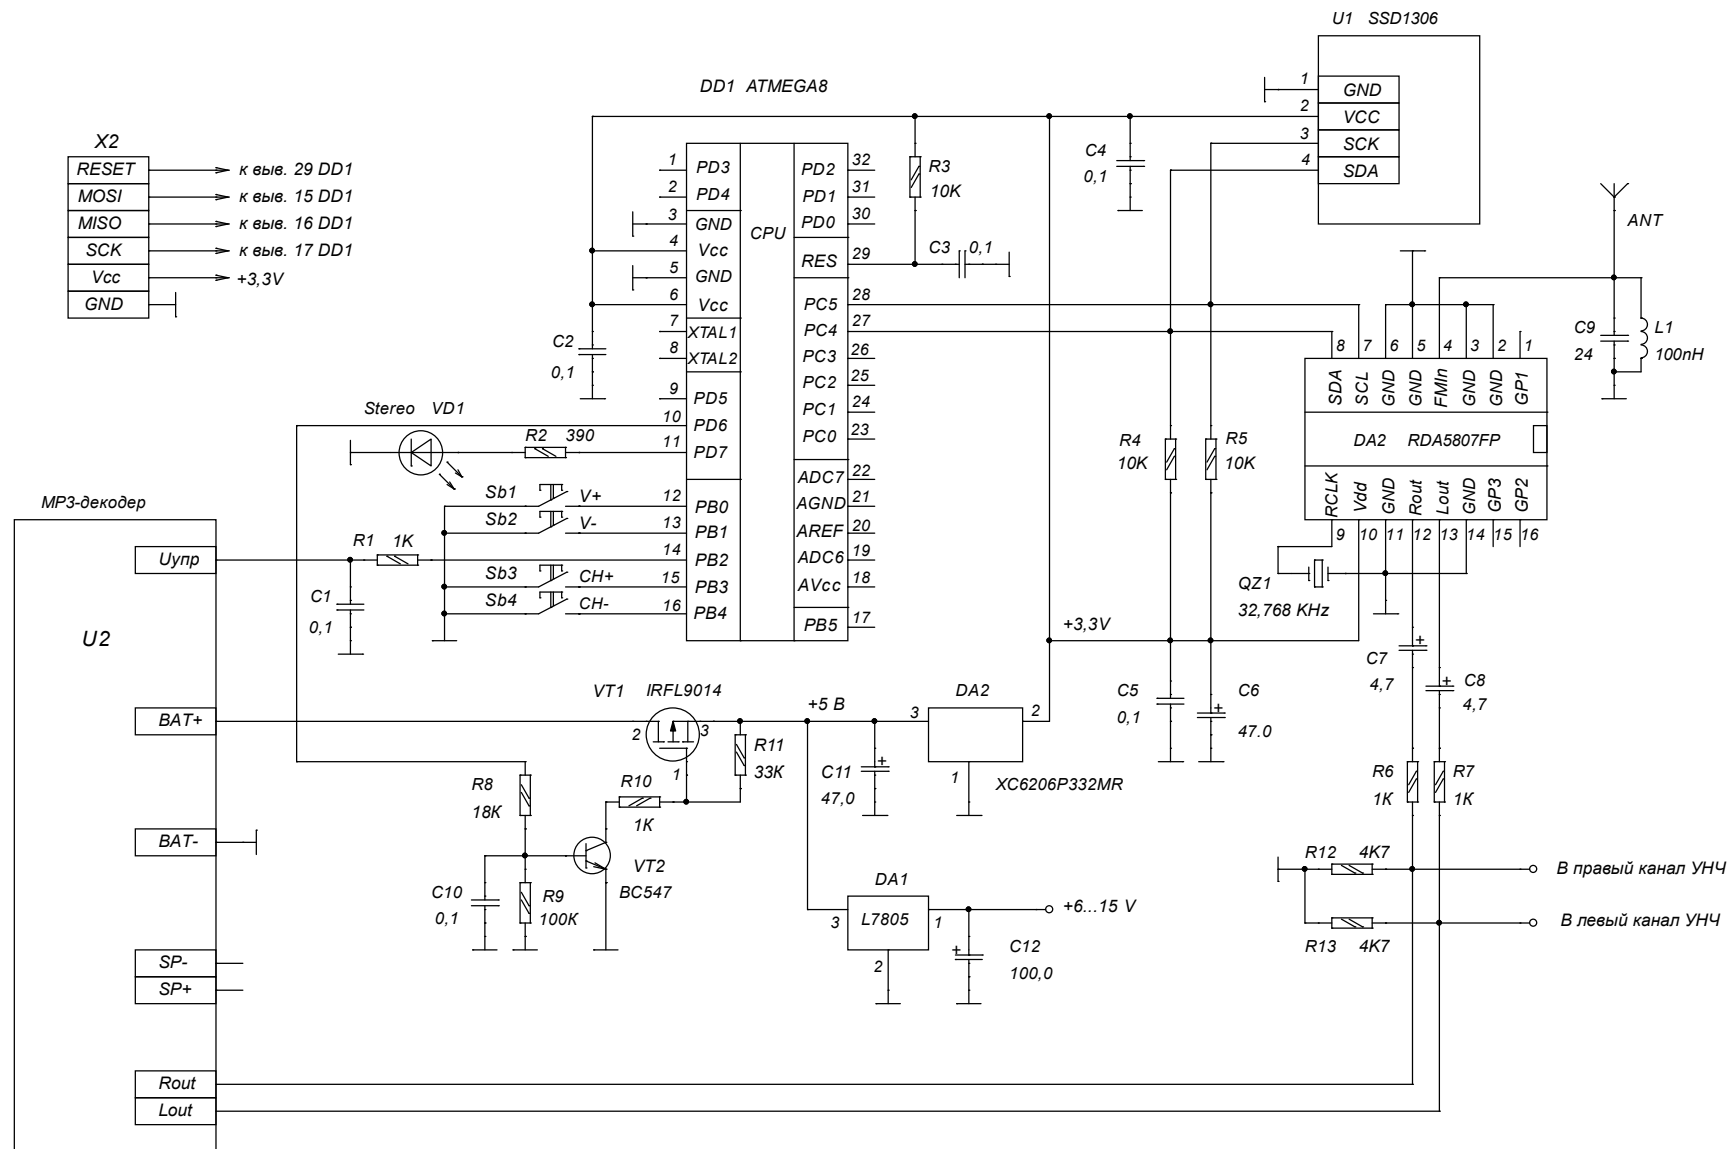 U1 SSD1306
1 GND
2 VCC
3 SCK
4 SDA
DD1 ATMEGA8
X2
RESET к выв. 29 DD1
MOSI к выв. 15 DD1
MISO к выв. 16 DD1
SCK к выв. 17 DD1
Vcc +3,3V
GND
CPU
1 PD3
2 PD4
3 GND
4 Vcc
5 GND
6 Vcc
7 XTAL1
8 XTAL2
9 PD5
10 PD6
11 PD7
12 PB0
13 PB1
14 PB2
15 PB3
16 PB4
PD2 32
PD1 31
PD0 30
RES 29
PC5 28
PC4 27
PC3 26
PC2 25
PC1 24
PC0 23
ADC7 22
AGND 21
AREF 20
ADC6 19
AVcc 18
PB5 17
R3
10K
C3 0,1
C4
0,1
C2
0,1
ANT
C9
24
L1
100nH
8 7 6 5 4 3 2 1
SDA SCL GND GND FMIn GND GND GP1
DA2 RDA5807FP
RCLK Vdd GND Rout Lout GND GP3 GP2
9 10 11 12 13 14 15 16
QZ1
32,768 KHz
Stereo VD1
R2 390
Sb1 V+
Sb2 V-
Sb3 CH+
Sb4 CH-
R1 1K
C1
0,1
R4
10K
R5
10K
+3,3V
МР3-декодер
U2
Uупр
BAT+
BAT-
SP-
SP+
Rout
Lout
VT1 IRFL9014
2 3
1
+5 В
R11
33К
R10
1К
R8
18К
VT2
BC547
C10
0,1
R9
100К
C11
47,0
DA2
3 2
1
XC6206P332MR
DA1
3 L7805 1
2
+6...15 V
C12
100,0
C5
0,1
C6
47.0
C7
4,7
C8
4,7
R6
1К
R7
1К
R12 4K7
R13 4K7
В правый канал УНЧ
В левый канал УНЧ
+
+
+
+
+